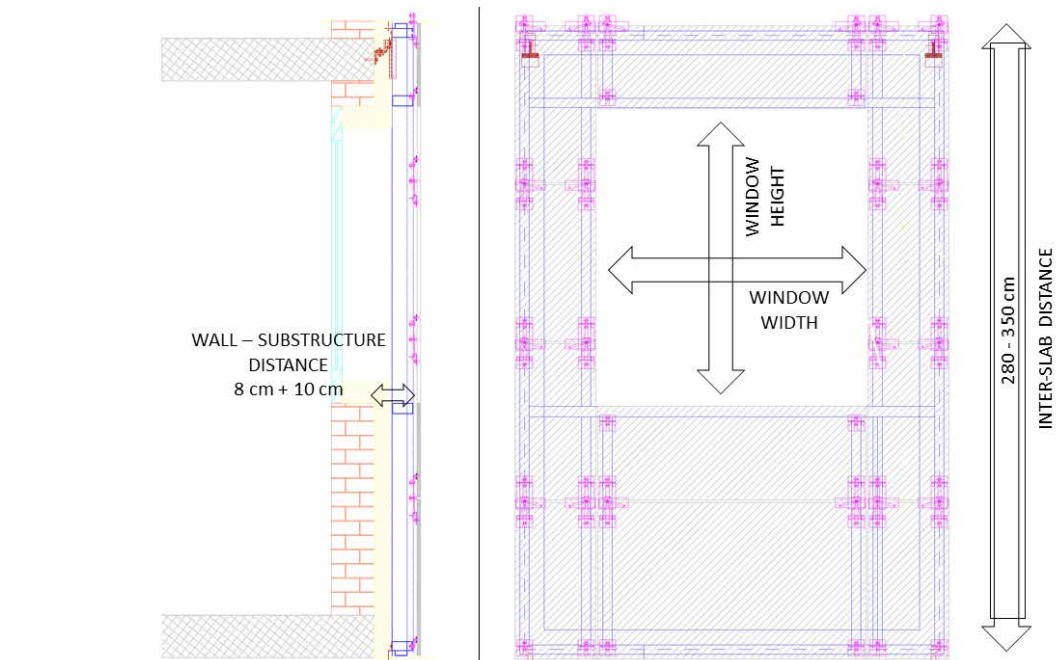 WALL – SUBSTRUCTURE
DISTANCE
8 cm + 10 cm
WINDOW
HEIGHT
WINDOW
WIDTH
280 - 350 cm
INTER-SLAB DISTANCE